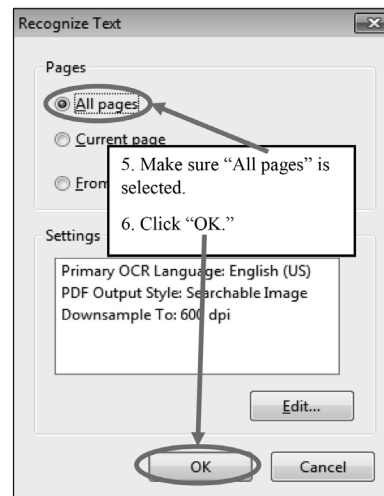 Recognize Text
Pages
All pages
Current page
From
5. Make sure “All pages” is
selected.
6. Click “OK.”
Settings
Primary OCR Language: English (US)
PDF Output Style: Searchable Image
Downsample To: 600 dpi
Edit...
OK
Cancel